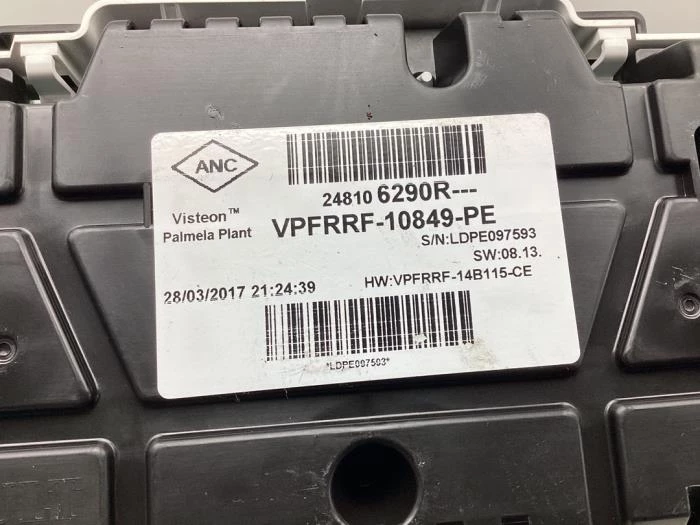 ANC
24810 6290R---
Visteon™
Palmela Plant
VPFRRF-10849-PE
S/N:LDPE097593
SW:08.13.
28/03/2017 21:24:39
HW:VPFRRF-14B115-CE
*LDPE097593*